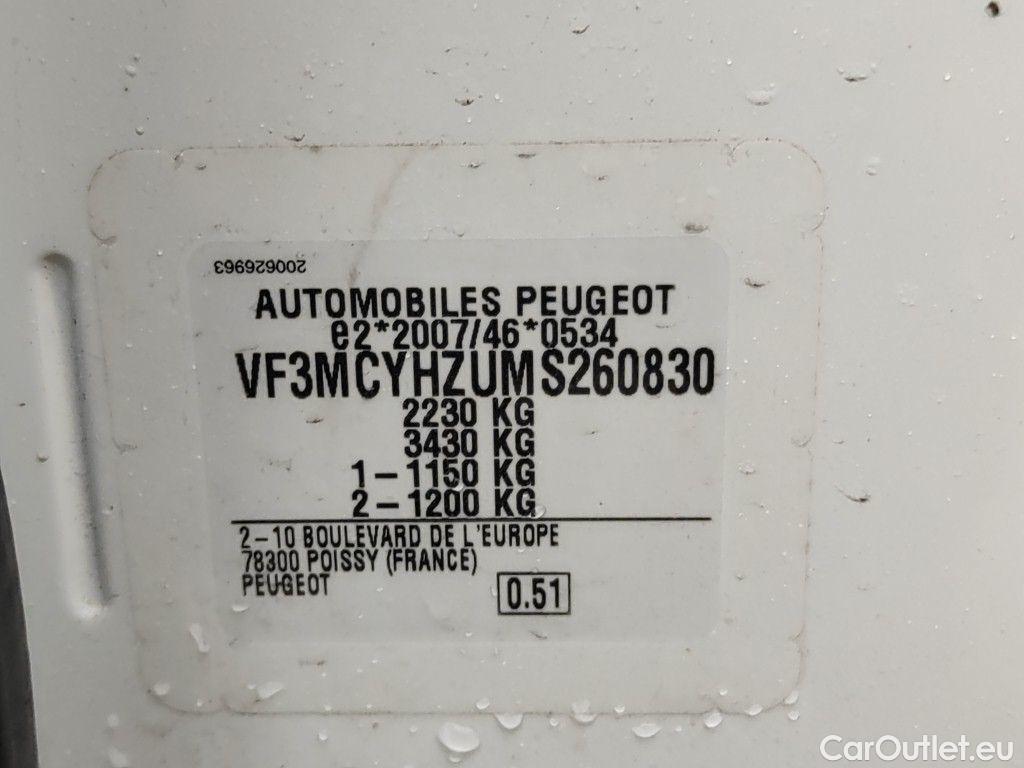 200626963
AUTOMOBILES PEUGEOT
e2*2007/46*0534
VF3MCYHZUMS260830
2230 KG
3430 KG
1-1150 KG
2-1200 KG
2-10 BOULEVARD DE L'EUROPE
78300 POISSY (FRANCE)
PEUGEOT
0.51
CarOutlet.eu